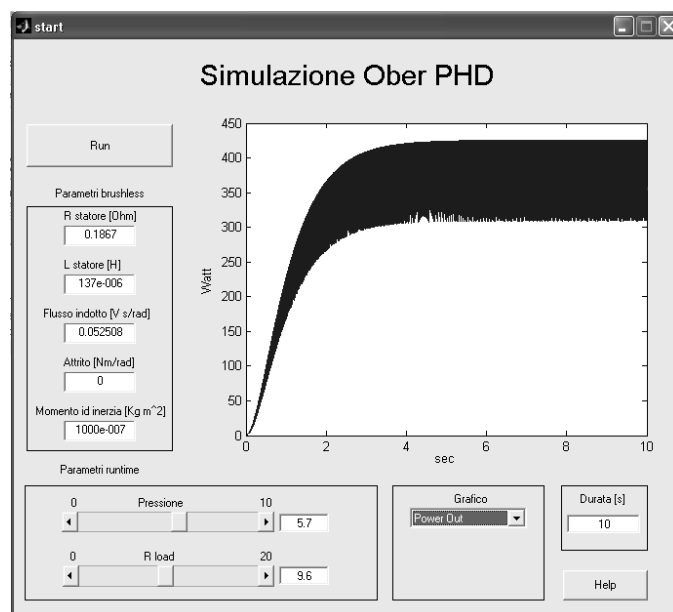 start
Simulazione Ober PHD
Run
Parametri brushless
R statore [Ohm]
0.1867
L statore [H]
137e-006
Flusso indotto [V s/rad]
0.052508
Attrito [Nm/rad]
0
Momento id inerzia [Kg m^2]
1000e-007
450
400
350
300
250
200
150
100
50
0
Watt
0 2 4 6 8 10
sec
Parametri runtime
0 Pressione 10
5.7
0 R load 20
9.6
Grafico
Power Out
Durata [s]
10
Help